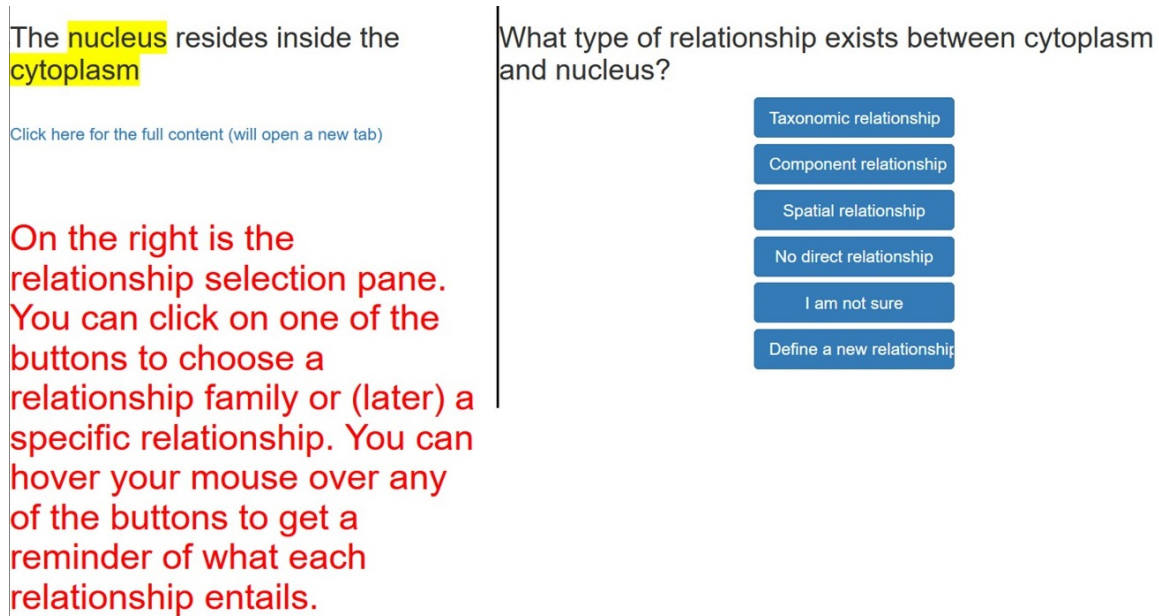 The nucleus resides inside the
cytoplasm
Click here for the full content (will open a new tab)
On the right is the
relationship selection pane.
You can click on one of the
buttons to choose a
relationship family or (later) a
specific relationship. You can
hover your mouse over any
of the buttons to get a
reminder of what each
relationship entails.
What type of relationship exists between cytoplasm
and nucleus?
Taxonomic relationship
Component relationship
Spatial relationship
No direct relationship
I am not sure
Define a new relationship